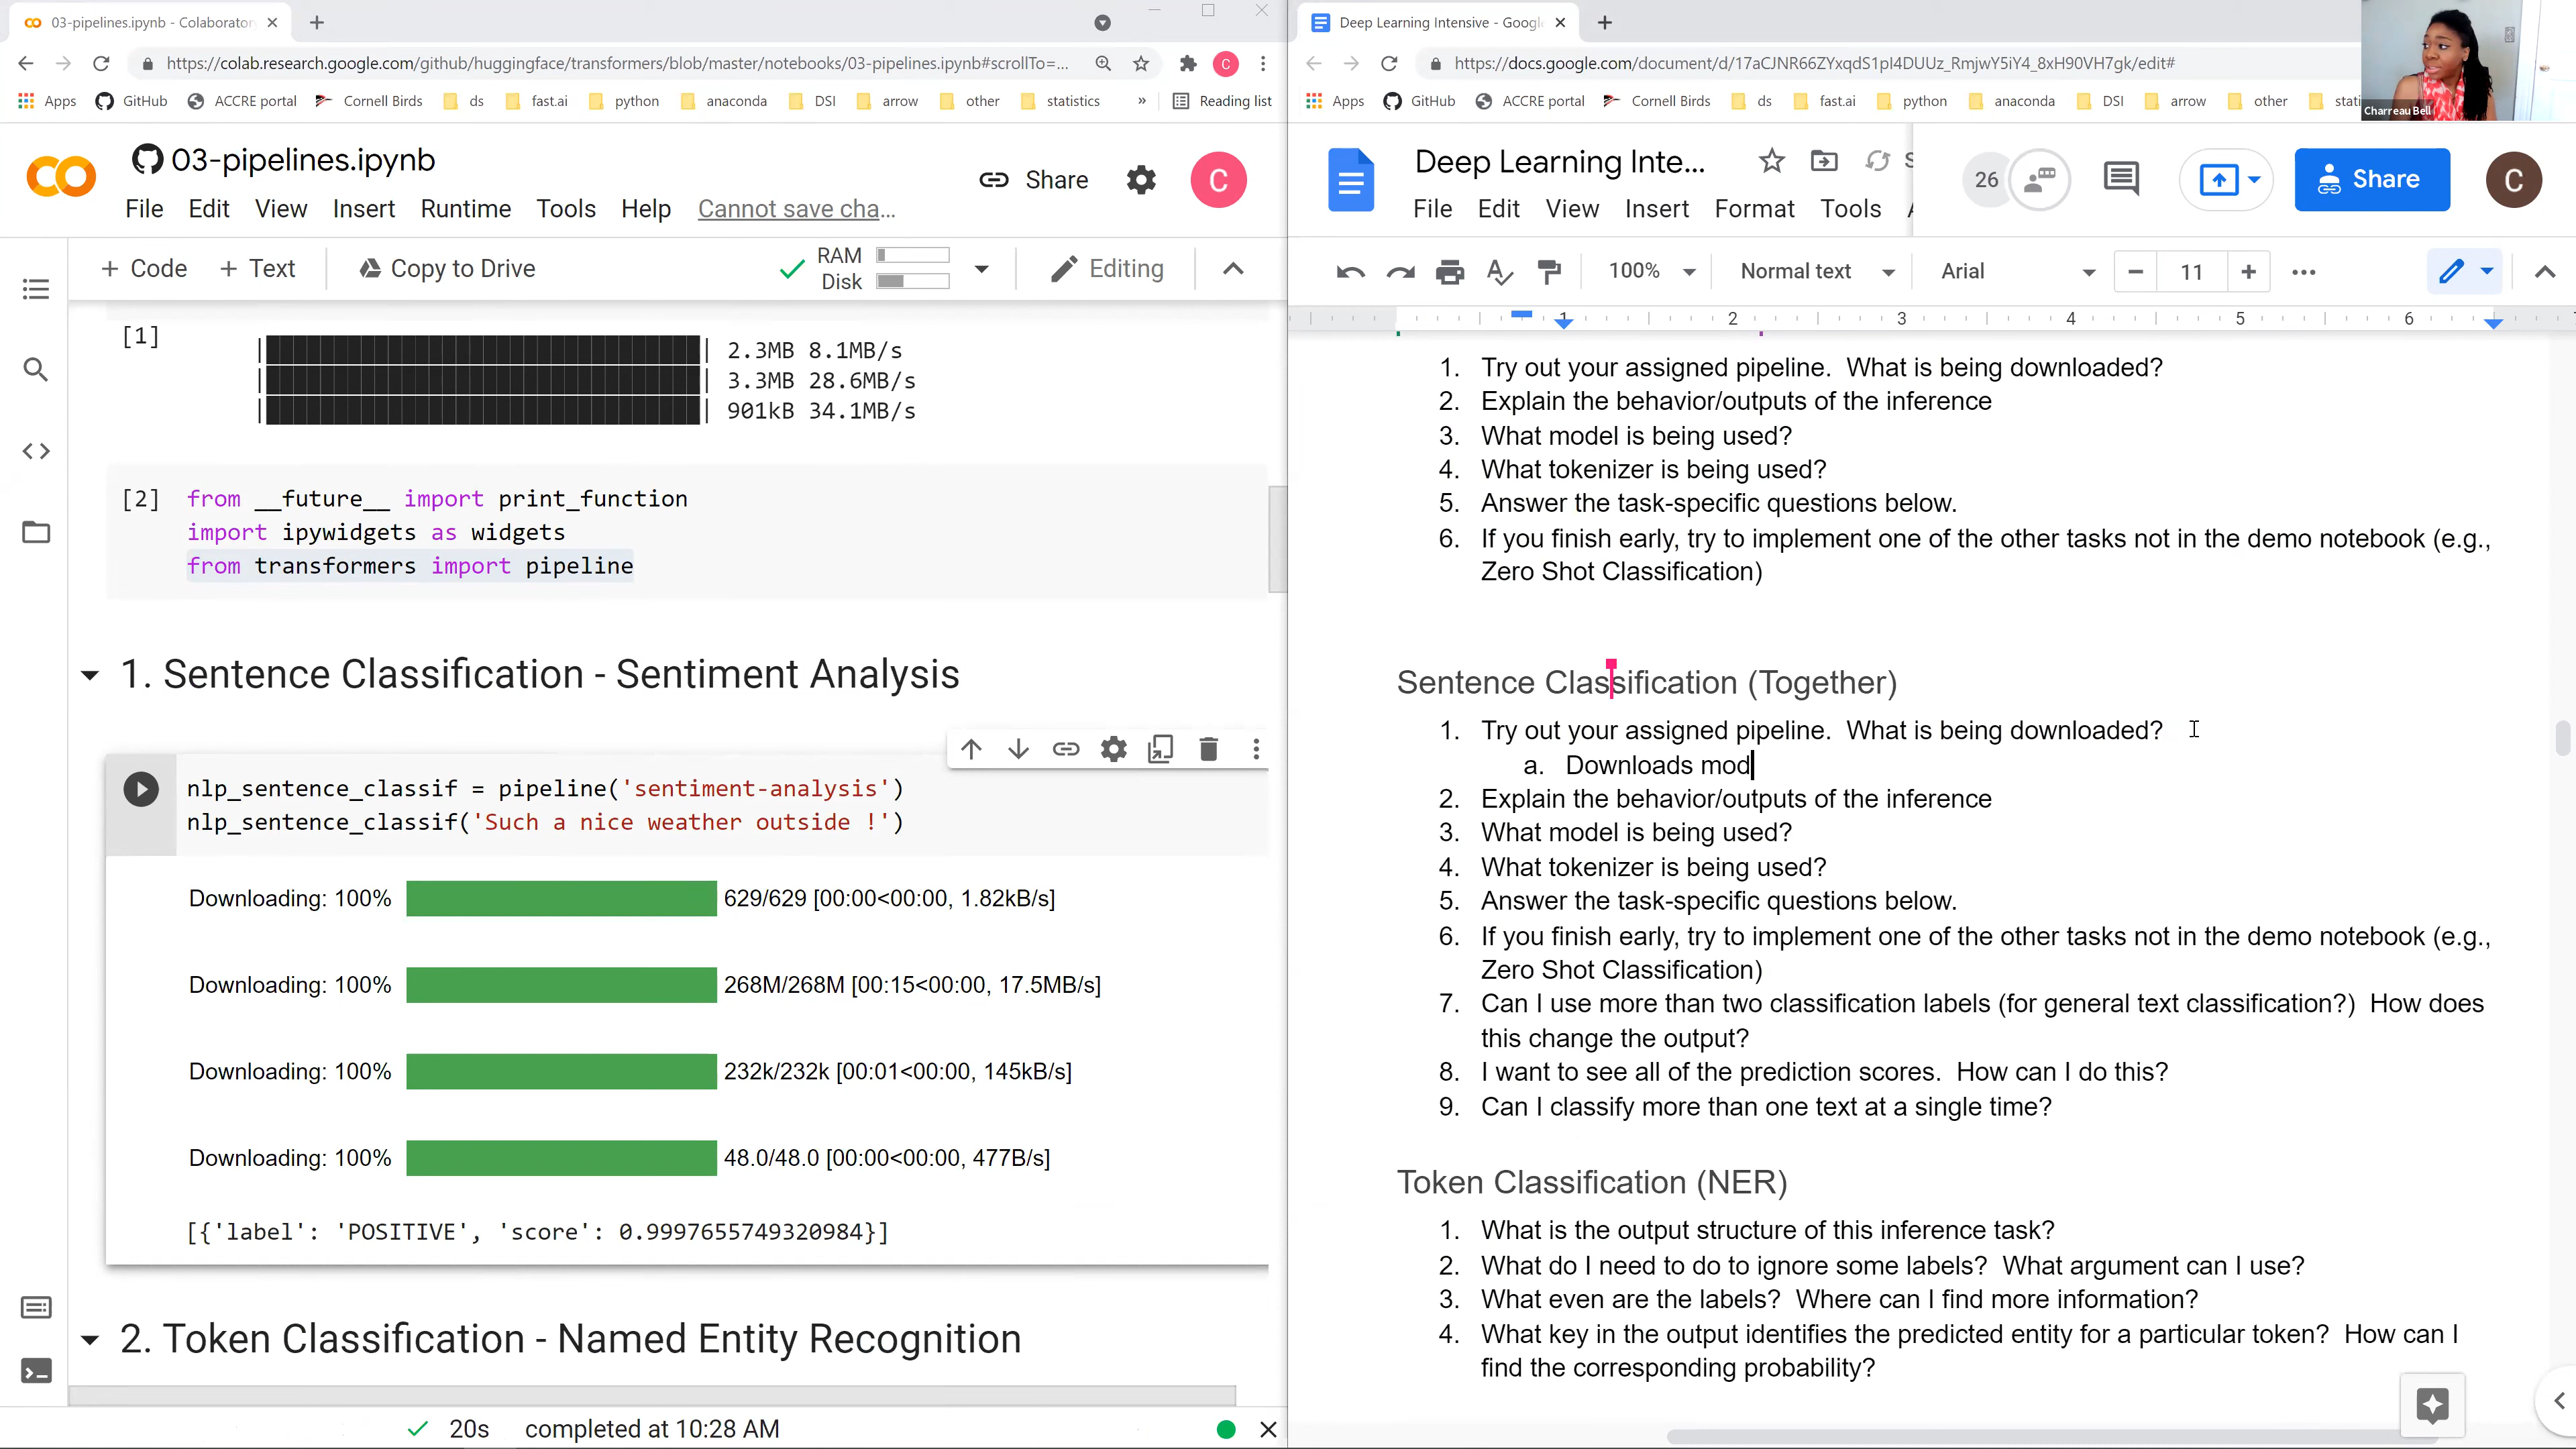 03-pipelines.ipynb - Colaborator
https://colab.research.google.com/github/huggingface/transformers/blob/master/notebooks/03-pipelines.ipynb#scrollTo=...
C
Apps GitHub ACCRE portal Cornell Birds ds fast.ai python anaconda DSI arrow other statistics » Reading list
03-pipelines.ipynb
Share
C
File Edit View Insert Runtime Tools Help Cannot save cha...
+ Code + Text Copy to Drive
RAM
Disk
Editing
[1]
2.3MB 8.1MB/s
3.3MB 28.6MB/s
901kB 34.1MB/s
[2] from __future__ import print_function
import ipywidgets as widgets
from transformers import pipeline
1. Sentence Classification - Sentiment Analysis
nlp_sentence_classif = pipeline('sentiment-analysis')
nlp_sentence_classif('Such a nice weather outside !')
Downloading: 100% 629/629 [00:00<00:00, 1.82kB/s]
Downloading: 100% 268M/268M [00:15<00:00, 17.5MB/s]
Downloading: 100% 232k/232k [00:01<00:00, 145kB/s]
Downloading: 100% 48.0/48.0 [00:00<00:00, 477B/s]
[{'label': 'POSITIVE', 'score': 0.9997655749320984}]
2. Token Classification - Named Entity Recognition
20s completed at 10:28 AM
Deep Learning Intensive - Googl
https://docs.google.com/document/d/17aCJNR66ZYxqdS1pI4DUUz_RmjwY5iY4_8xH90VH7gk/edit#
Apps GitHub ACCRE portal Cornell Birds ds fast.ai python anaconda DSI arrow other stati
Charreau Bell
Deep Learning Inte...
S
26
Share
C
File Edit View Insert Format Tools
100% Normal text Arial 11
1 2 3 4 5 6
1. Try out your assigned pipeline. What is being downloaded?
2. Explain the behavior/outputs of the inference
3. What model is being used?
4. What tokenizer is being used?
5. Answer the task-specific questions below.
6. If you finish early, try to implement one of the other tasks not in the demo notebook (e.g.,
Zero Shot Classification)
Sentence Classification (Together)
1. Try out your assigned pipeline. What is being downloaded?
a. Downloads mod
2. Explain the behavior/outputs of the inference
3. What model is being used?
4. What tokenizer is being used?
5. Answer the task-specific questions below.
6. If you finish early, try to implement one of the other tasks not in the demo notebook (e.g.,
Zero Shot Classification)
7. Can I use more than two classification labels (for general text classification?) How does
this change the output?
8. I want to see all of the prediction scores. How can I do this?
9. Can I classify more than one text at a single time?
Token Classification (NER)
1. What is the output structure of this inference task?
2. What do I need to do to ignore some labels? What argument can I use?
3. What even are the labels? Where can I find more information?
4. What key in the output identifies the predicted entity for a particular token? How can I
find the corresponding probability?